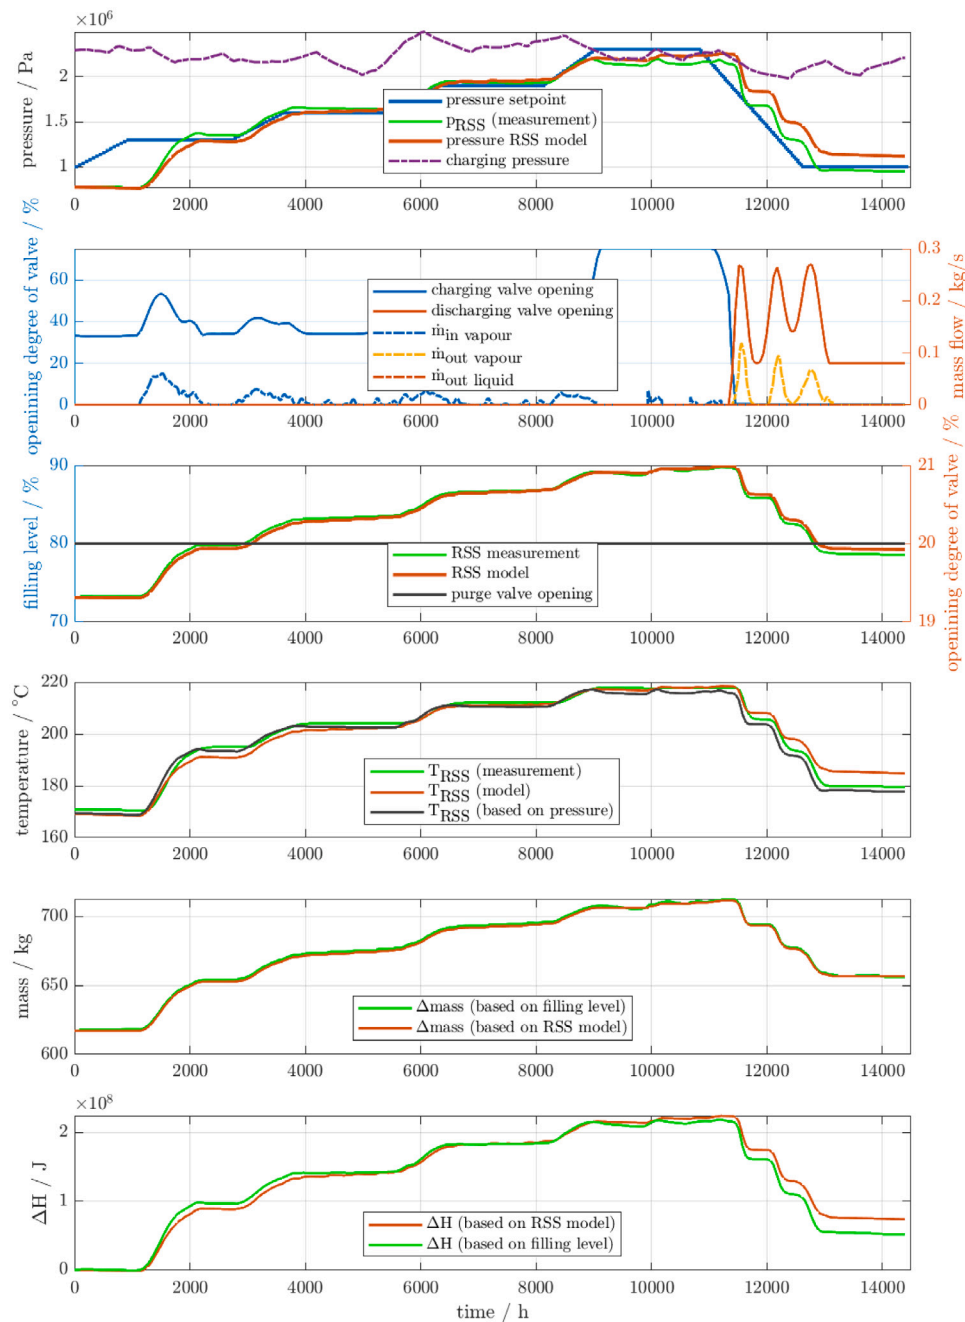 ×10⁶
pressure / Pa
2
1.5
1
pressure setpoint
pRSS (measurement)
pressure RSS model
charging pressure
0 2000 4000 6000 8000 10000 12000 14000
openining degree of valve / %
60
40
20
0
charging valve opening
discharging valve opening
ṁin vapour
ṁout vapour
ṁout liquid
0.3
0.2
0.1
0
mass flow / kg/s
0 2000 4000 6000 8000 10000 12000 14000
filling level / %
90
80
70
RSS measurement
RSS model
purge valve opening
21
20
19
openining degree of valve / %
0 2000 4000 6000 8000 10000 12000 14000
temperature / °C
220
200
180
160
TRSS (measurement)
TRSS (model)
TRSS (based on pressure)
0 2000 4000 6000 8000 10000 12000 14000
mass / kg
700
650
600
Δmass (based on filling level)
Δmass (based on RSS model)
0 2000 4000 6000 8000 10000 12000 14000
×10⁸
ΔH / J
2
1
0
ΔH (based on RSS model)
ΔH (based on filling level)
0 2000 4000 6000 8000 10000 12000 14000
time / h